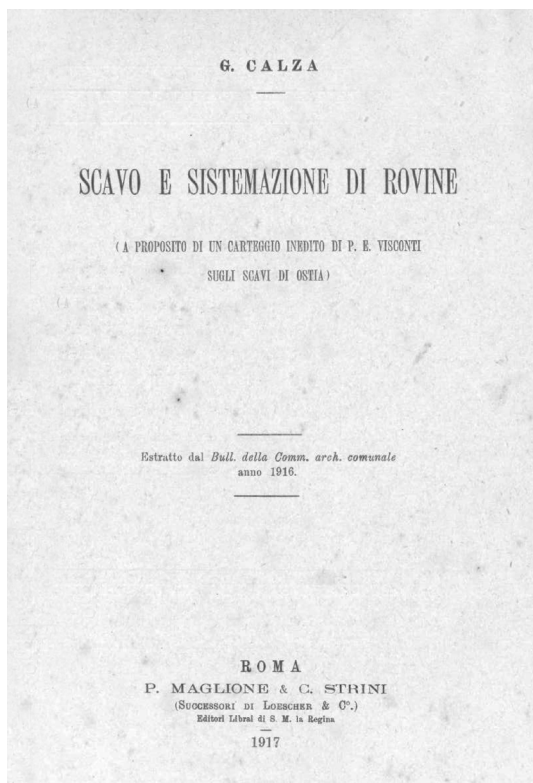 G. CALZA
SCAVO E SISTEMAZIONE DI ROVINE
(A PROPOSITO DI UN CARTEGGIO INEDITO DI P. E. VISCONTI
SUGLI SCAVI DI OSTIA)
Estratto dal Bull. della Comm. arch. comunale
anno 1916.
ROMA
P. MAGLIONE & C. STRINI
(SUCCESSORI DI LOESCHER & C°.)
Editori Librai di S. M. la Regina
1917